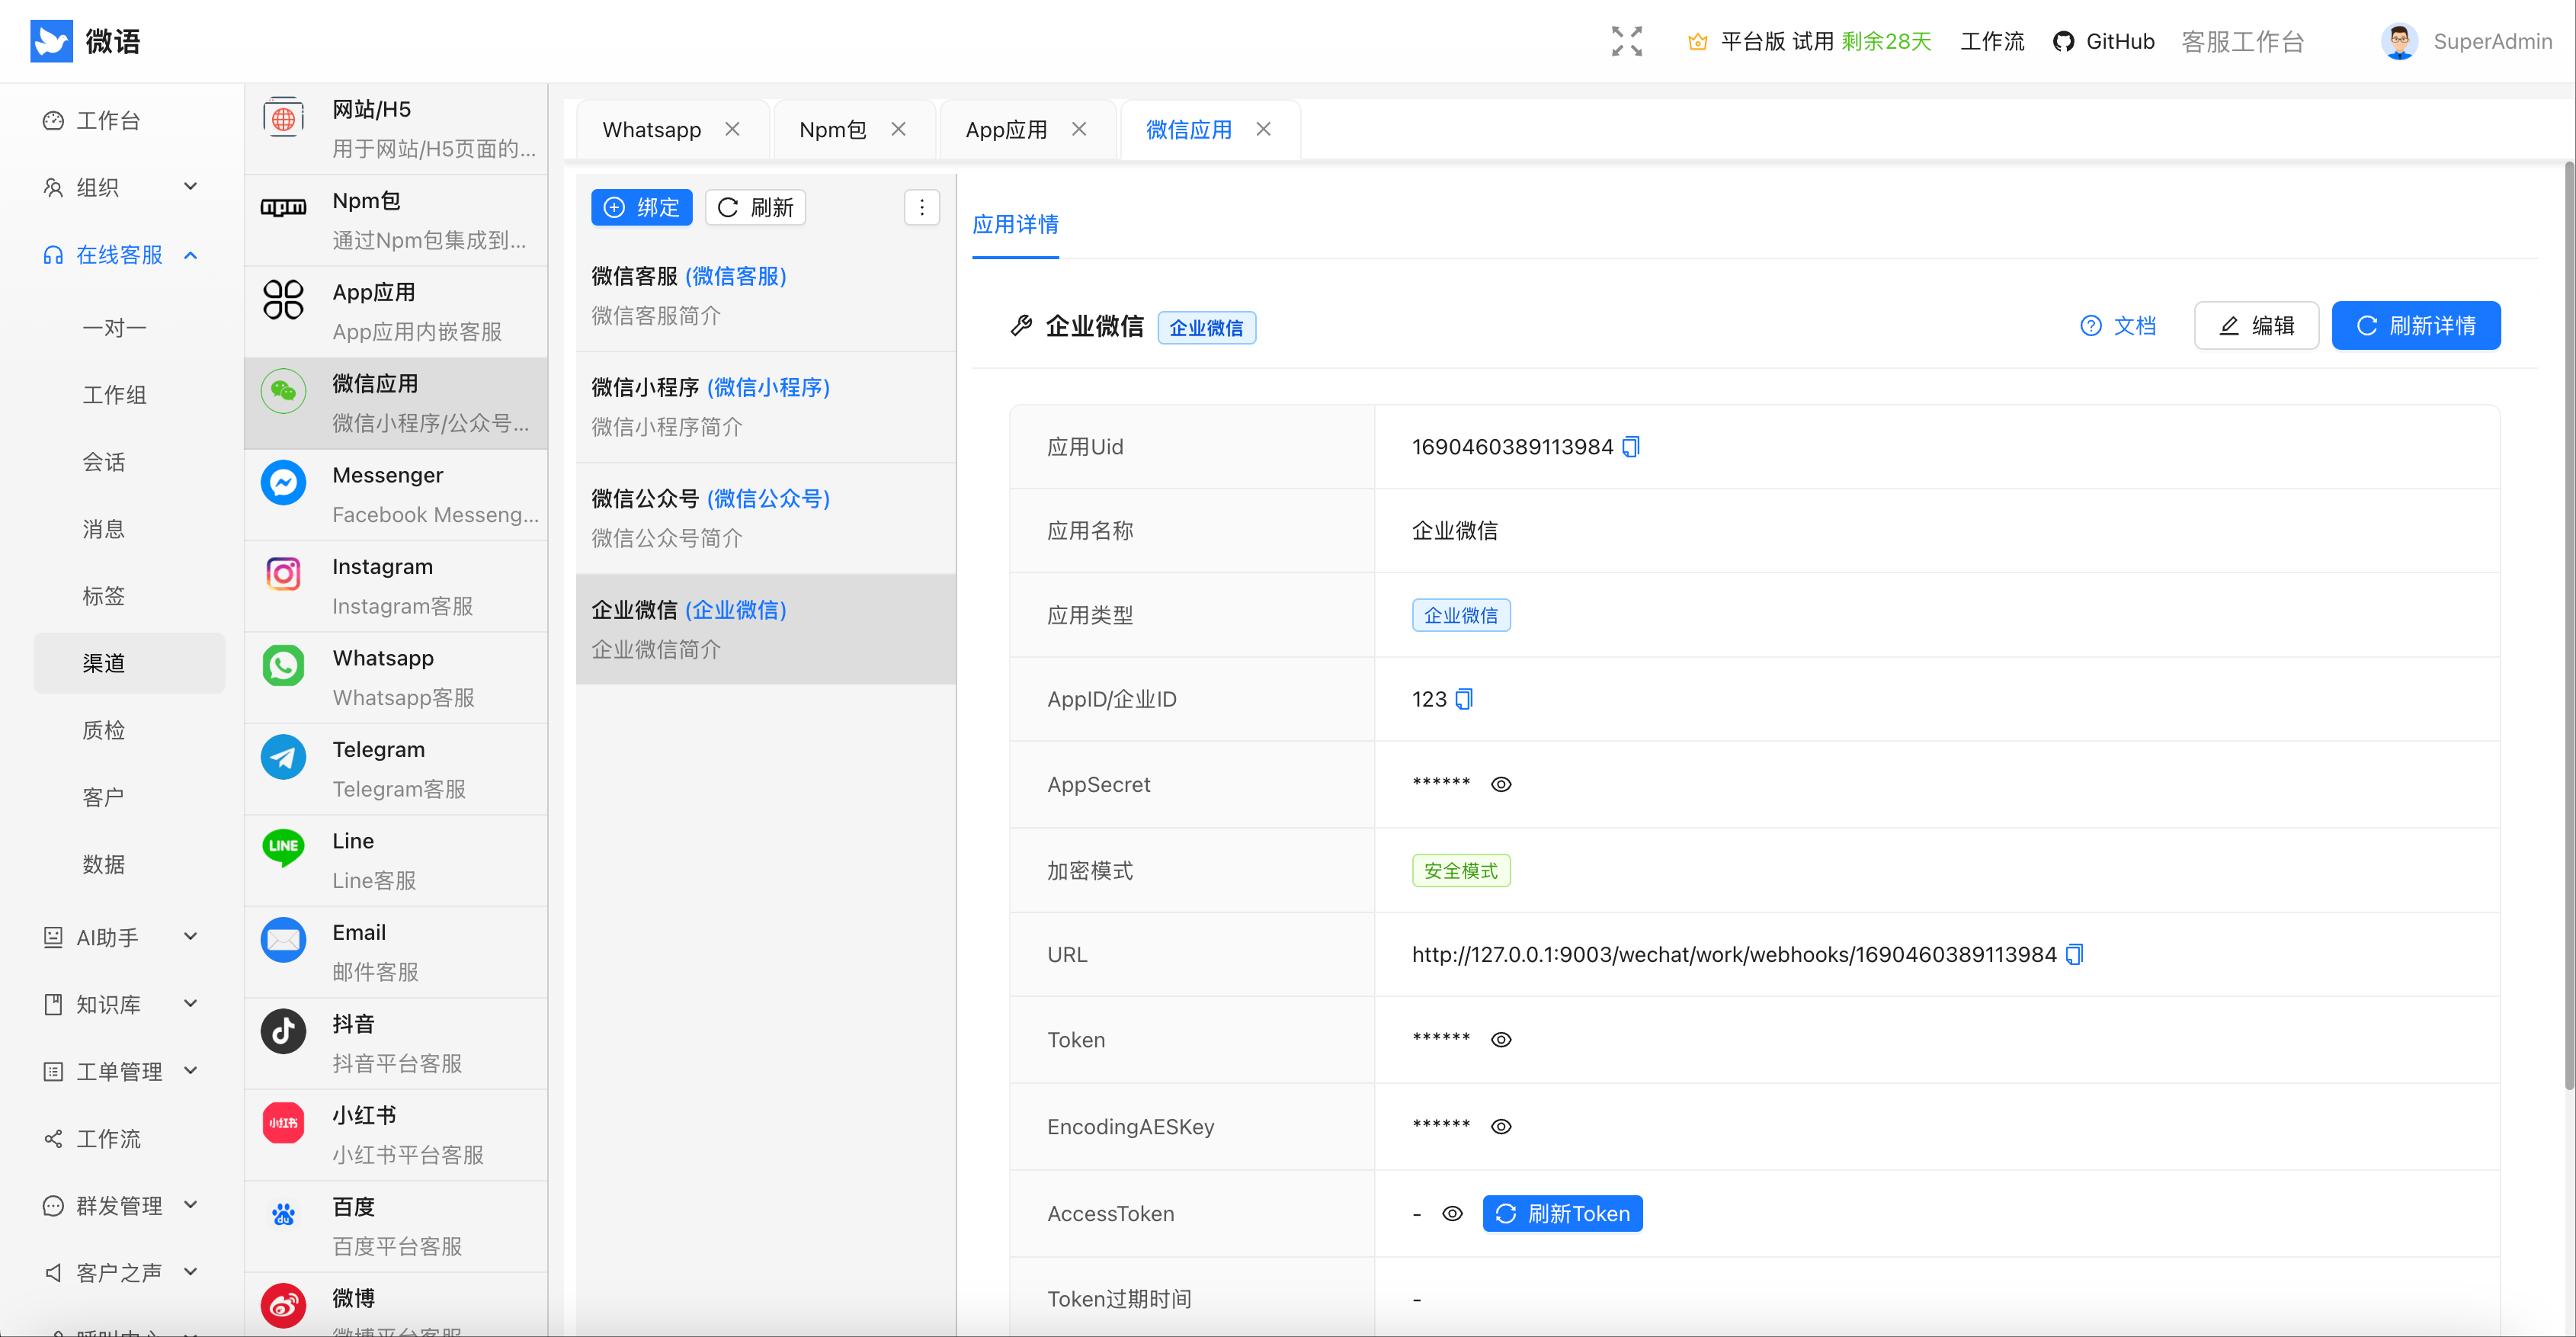 微语
平台版 试用 剩余28天
工作流
GitHub
客服工作台
SuperAdmin
工作台
组织
在线客服
一对一
工作组
会话
消息
标签
渠道
质检
客户
数据
AI助手
知识库
工单管理
工作流
群发管理
客户之声
网站/H5
用于网站/H5页面的...
npm
Npm包
通过Npm包集成到...
App应用
App应用内嵌客服
微信应用
微信小程序/公众号...
Messenger
Facebook Messeng...
Instagram
Instagram客服
Whatsapp
Whatsapp客服
Telegram
Telegram客服
LINE
Line
Line客服
Email
邮件客服
抖音
抖音平台客服
小红书
小红书
小红书平台客服
du
百度
百度平台客服
微博
Whatsapp
Npm包
App应用
微信应用
绑定
刷新
微信客服 (微信客服)
微信客服简介
微信小程序 (微信小程序)
微信小程序简介
微信公众号 (微信公众号)
微信公众号简介
企业微信 (企业微信)
企业微信简介
应用详情
企业微信 企业微信
文档
编辑
刷新详情
应用Uid 1690460389113984
应用名称 企业微信
应用类型 企业微信
AppID/企业ID 123
AppSecret ******
加密模式 安全模式
URL http://127.0.0.1:9003/wechat/work/webhooks/1690460389113984
Token ******
EncodingAESKey ******
AccessToken - 刷新Token
Token过期时间 -